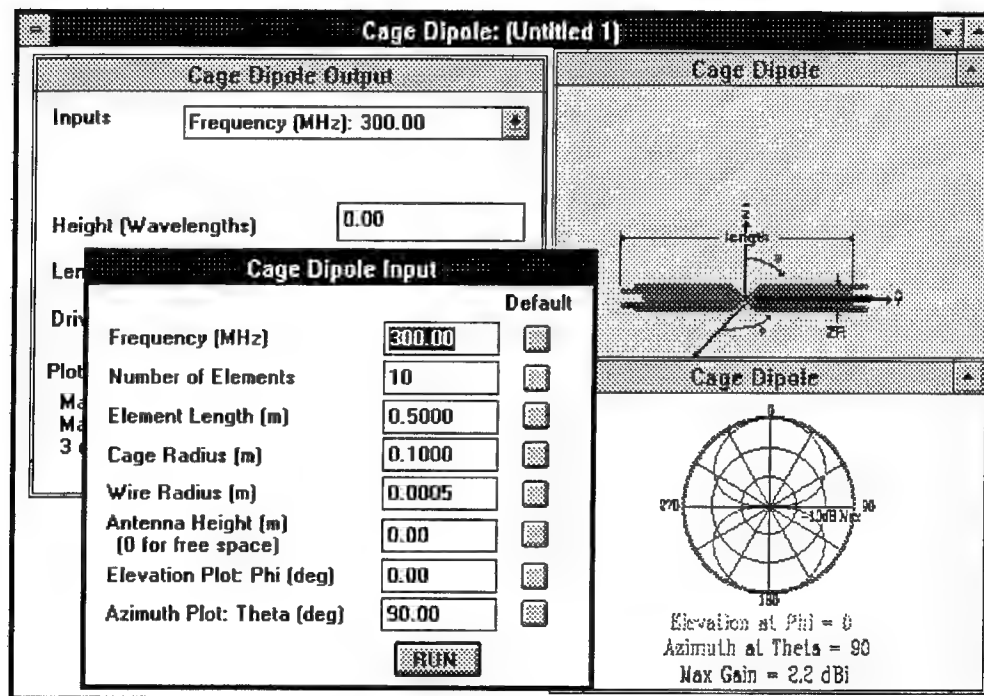 Cage Dipole: (Untitled 1)
Cage Dipole Output
Inputs
Frequency (MHz): 300.00
Height (Wavelengths)
0.00
Len
Driv
Plot
Ma
Ma
3
Cage Dipole Input
Default
Frequency (MHz)
300.00
Number of Elements
10
Element Length (m)
0.5000
Cage Radius (m)
0.1000
Wire Radius (m)
0.0005
Antenna Height (m)
(0 for free space)
0.00
Elevation Plot: Phi (deg)
0.00
Azimuth Plot: Theta (deg)
90.00
RUN
Cage Dipole
z
length
2R
Cage Dipole
0
270
90
180
Elevation at Phi = 0
Azimuth at Theta = 90
Max Gain = 2.2 dBi